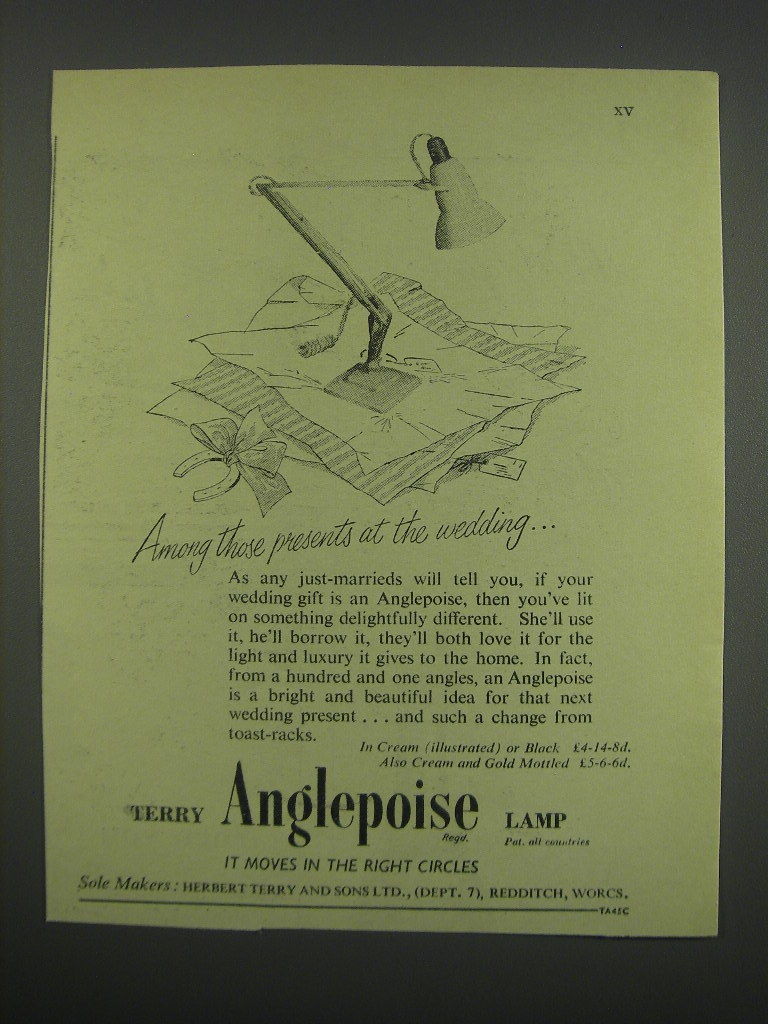 XV
Among those presents at the wedding...
As any just-marrieds will tell you, if your
wedding gift is an Anglepoise, then you've lit
on something delightfully different. She'll use
it, he'll borrow it, they'll both love it for the
light and luxury it gives to the home. In fact,
from a hundred and one angles, an Anglepoise
is a bright and beautiful idea for that next
wedding present . . . and such a change from
toast-racks.
In Cream (illustrated) or Black £4-14-8d.
Also Cream and Gold Mottled £5-6-6d.
TERRY Anglepoise LAMP
Regd. Pat. all countries
IT MOVES IN THE RIGHT CIRCLES
Sole Makers: HERBERT TERRY AND SONS LTD., (DEPT. 7), REDDITCH, WORCS.
TA45C